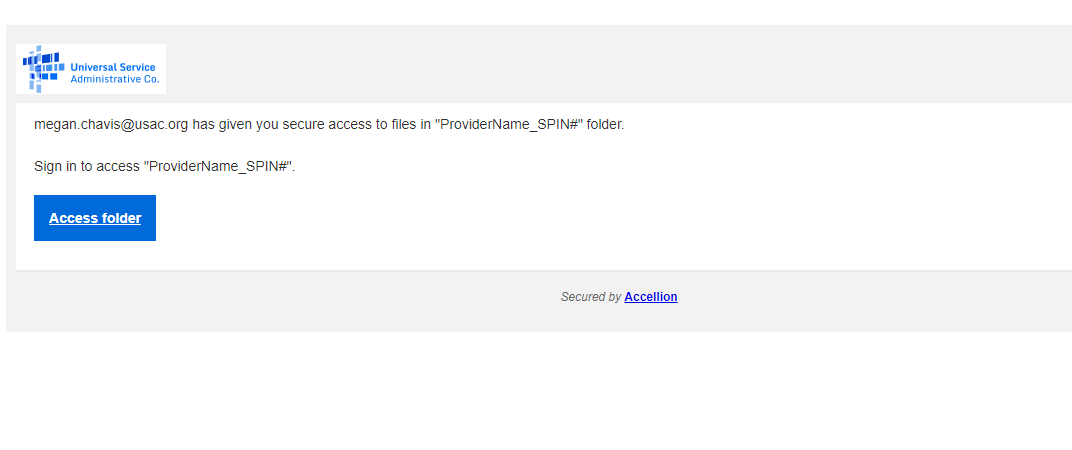 Universal Service
Administrative Co.
megan.chavis@usac.org has given you secure access to files in "ProviderName_SPIN#" folder.
Sign in to access "ProviderName_SPIN#".
Access folder
Secured by Accellion